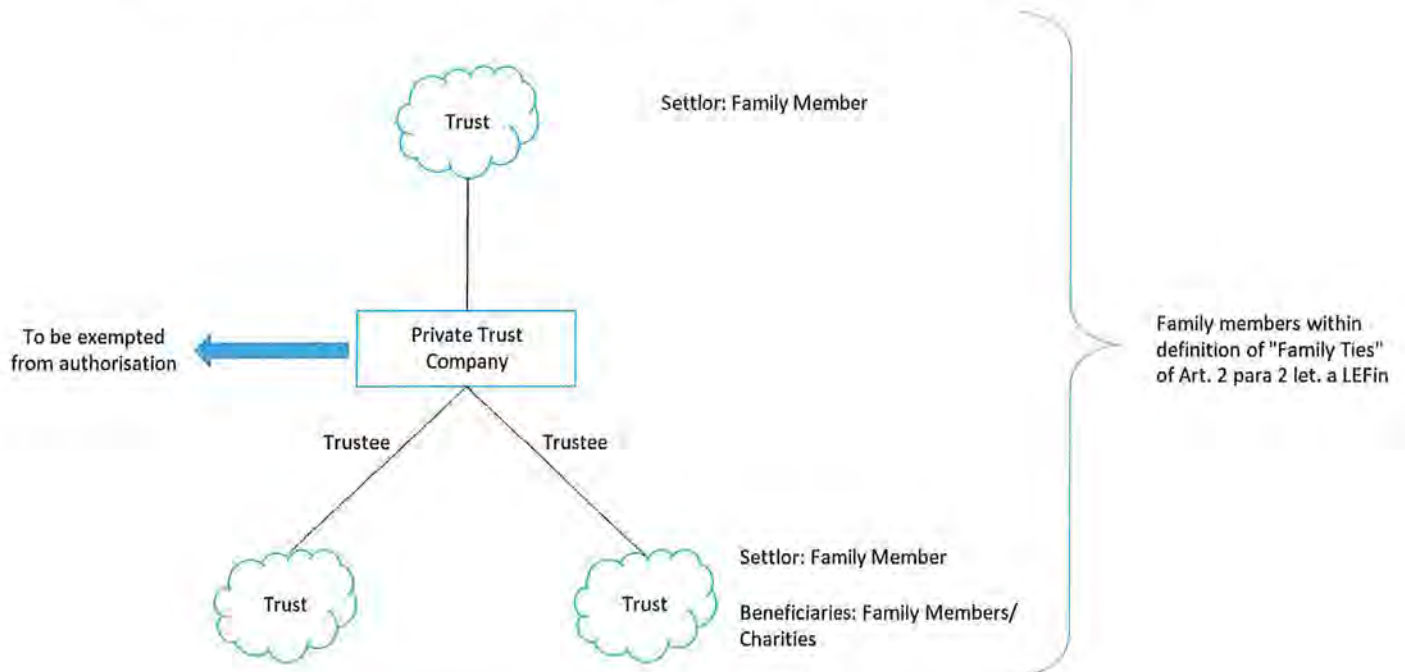 Trust
Settlor: Family Member
To be exempted
from authorisation
Private Trust
Company
Family members within
definition of "Family Ties"
of Art. 2 para 2 let. a LEFin
Trustee
Trustee
Trust
Trust
Settlor: Family Member
Beneficiaries: Family Members/
Charities